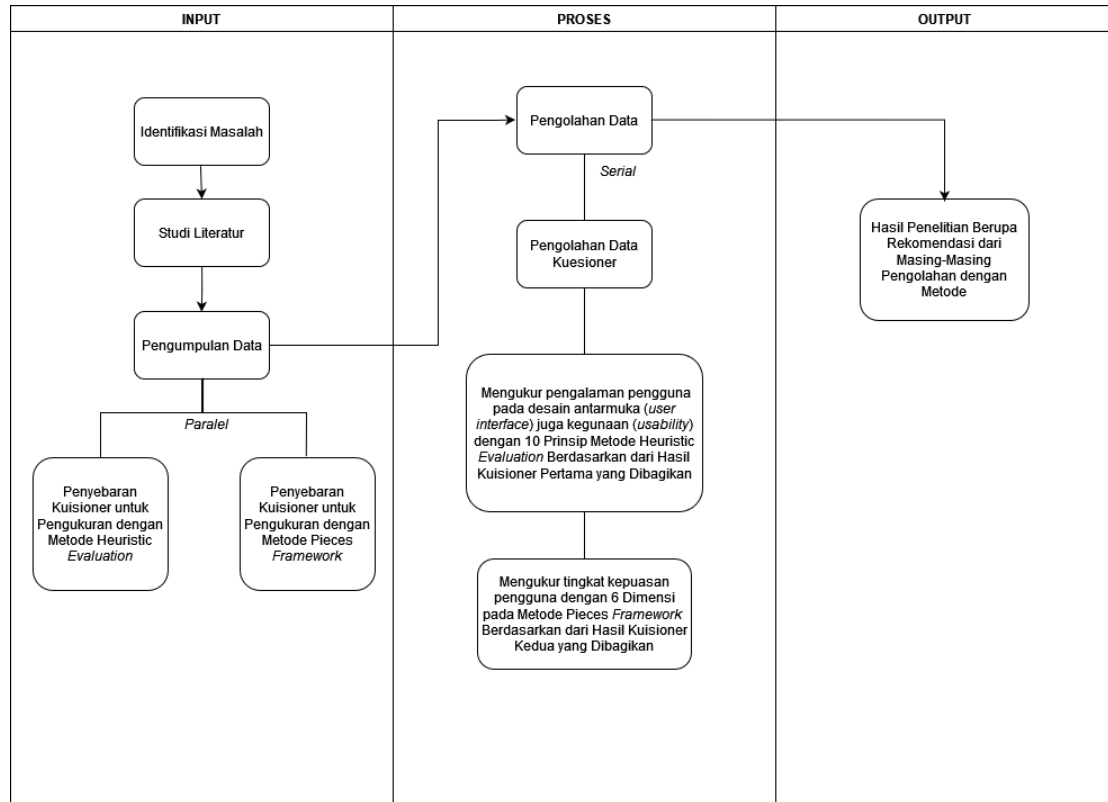 INPUT
PROSES
OUTPUT
Identifikasi Masalah
Studi Literatur
Pengumpulan Data
Paralel
Penyebaran
Kuisioner untuk
Pengukuran dengan
Metode Heuristic
Evaluation
Penyebaran
Kuisioner untuk
Pengukuran dengan
Metode Pieces
Framework
Pengolahan Data
Serial
Pengolahan Data
Kuesioner
Mengukur pengalaman pengguna
pada desain antarmuka (user
interface) juga kegunaan (usability)
dengan 10 Prinsip Metode Heuristic
Evaluation Berdasarkan dari Hasil
Kuisioner Pertama yang Dibagikan
Mengukur tingkat kepuasan
pengguna dengan 6 Dimensi
pada Metode Pieces Framework
Berdasarkan dari Hasil Kuisioner
Kedua yang Dibagikan
Hasil Penelitian Berupa
Rekomendasi dari
Masing-Masing
Pengolahan dengan
Metode